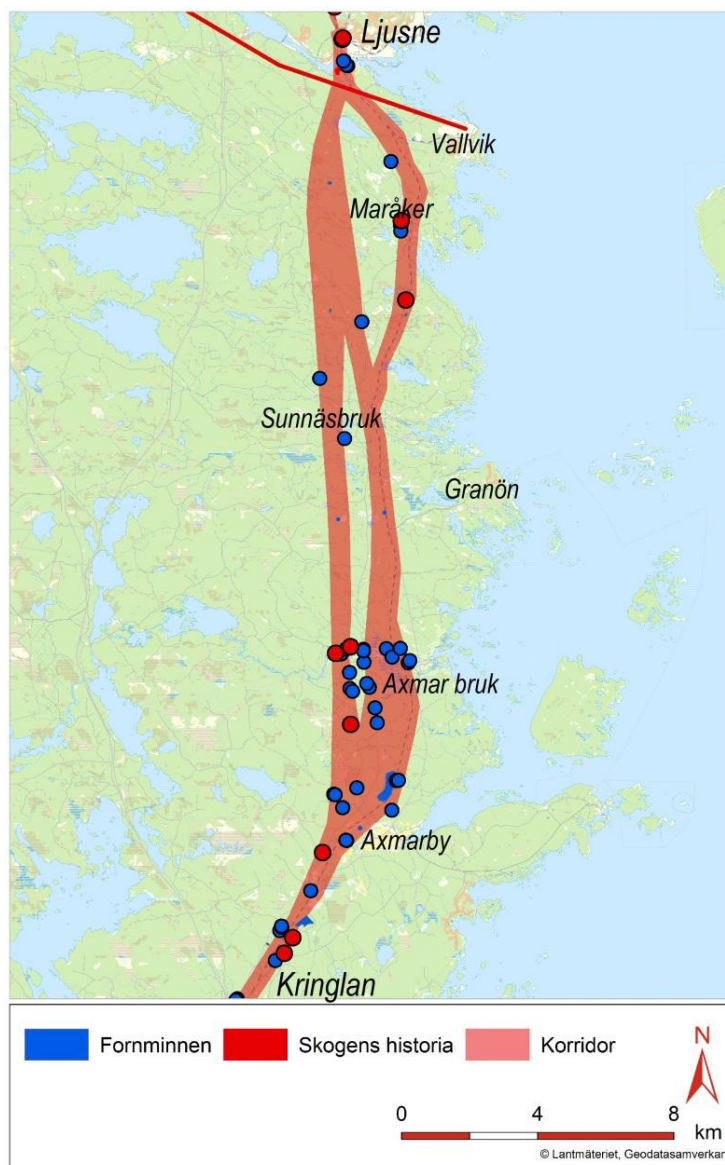 Ljusne
Vallvik
Maråker
Sunnäsbruk
Granön
Axmar bruk
Axmarby
Kringlan
Fornminnen
Skogens historia
Korridor
N
0 4 8
km
© Lantmäteriet, Geodatasamverkan